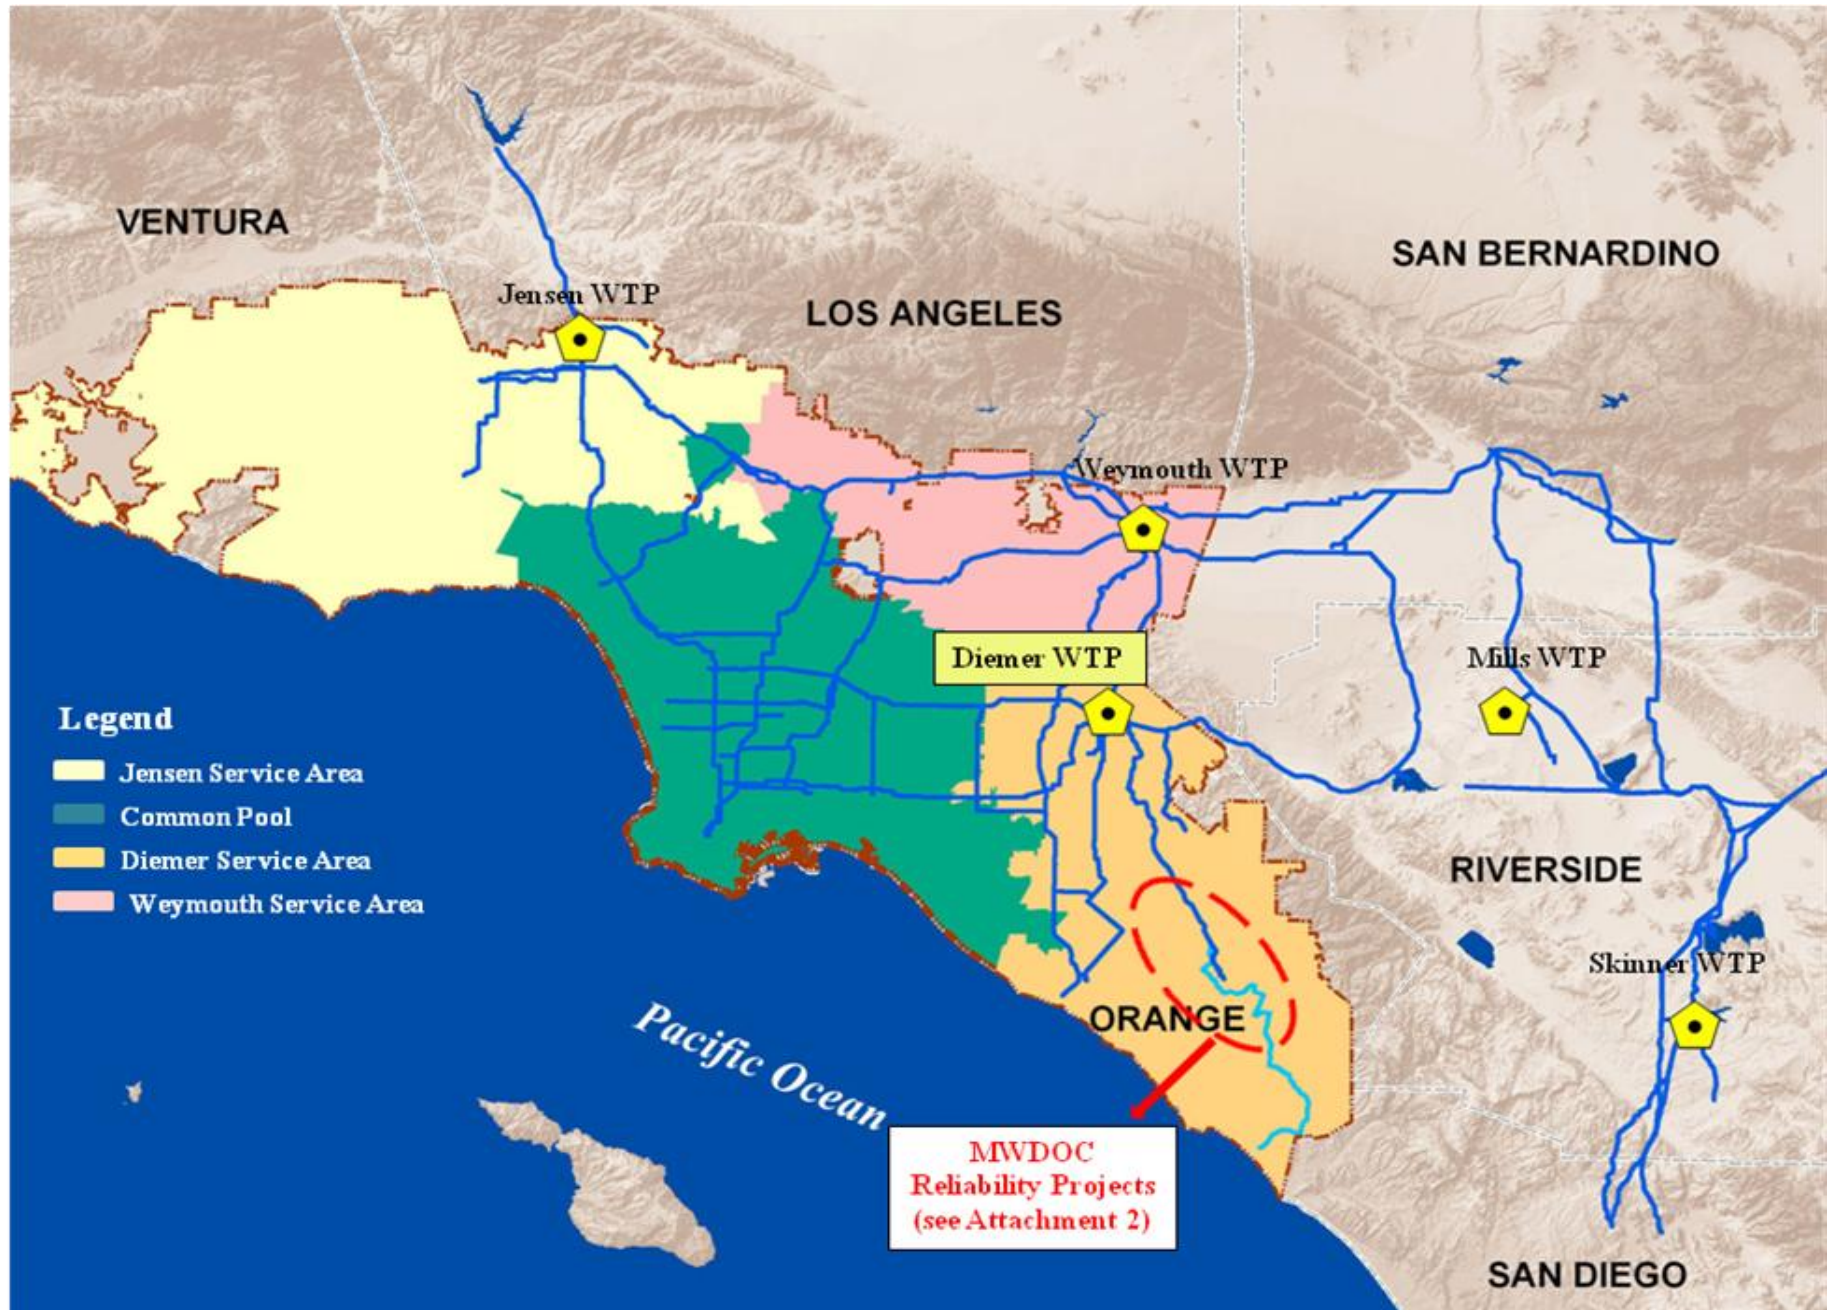 VENTURA
SAN BERNARDINO
Jensen WTP
LOS ANGELES
Weymouth WTP
Diemer WTP
Mills WTP
Legend
Jensen Service Area
Common Pool
Diemer Service Area
Weymouth Service Area
RIVERSIDE
Skinner WTP
ORANGE
Pacific Ocean
MWDOC
Reliability Projects
(see Attachment 2)
SAN DIEGO